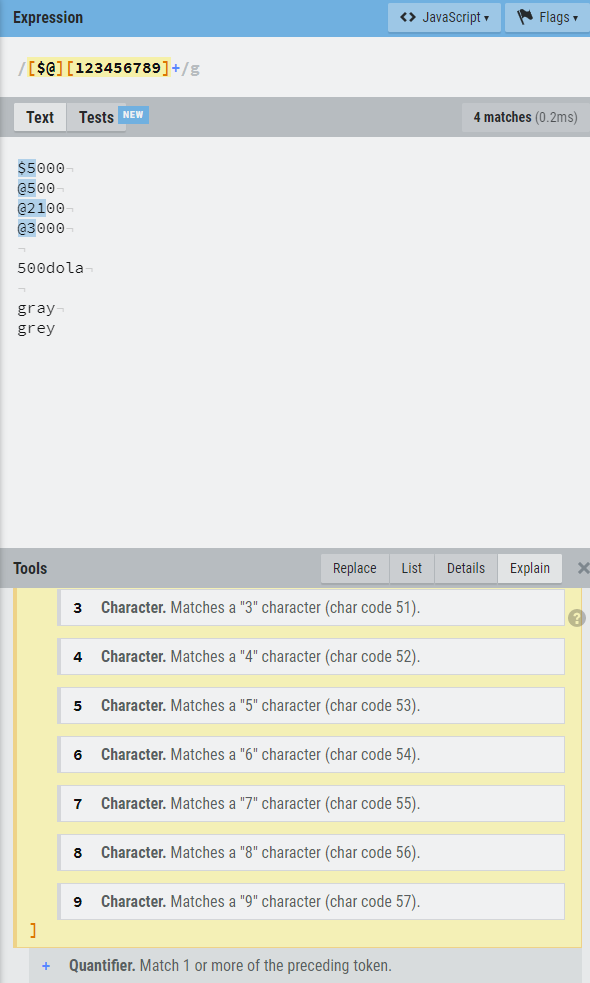 Expression
<> JavaScript ▾
Flags ▾
/[$@][123456789]+/g
Text
Tests NEW
4 matches (0.2ms)
$5000¬
@500¬
@2100¬
@3000¬
¬
500dola¬
¬
gray¬
grey
Tools
Replace
List
Details
Explain
×
?
3 Character. Matches a "3" character (char code 51).
4 Character. Matches a "4" character (char code 52).
5 Character. Matches a "5" character (char code 53).
6 Character. Matches a "6" character (char code 54).
7 Character. Matches a "7" character (char code 55).
8 Character. Matches a "8" character (char code 56).
9 Character. Matches a "9" character (char code 57).
]
+ Quantifier. Match 1 or more of the preceding token.